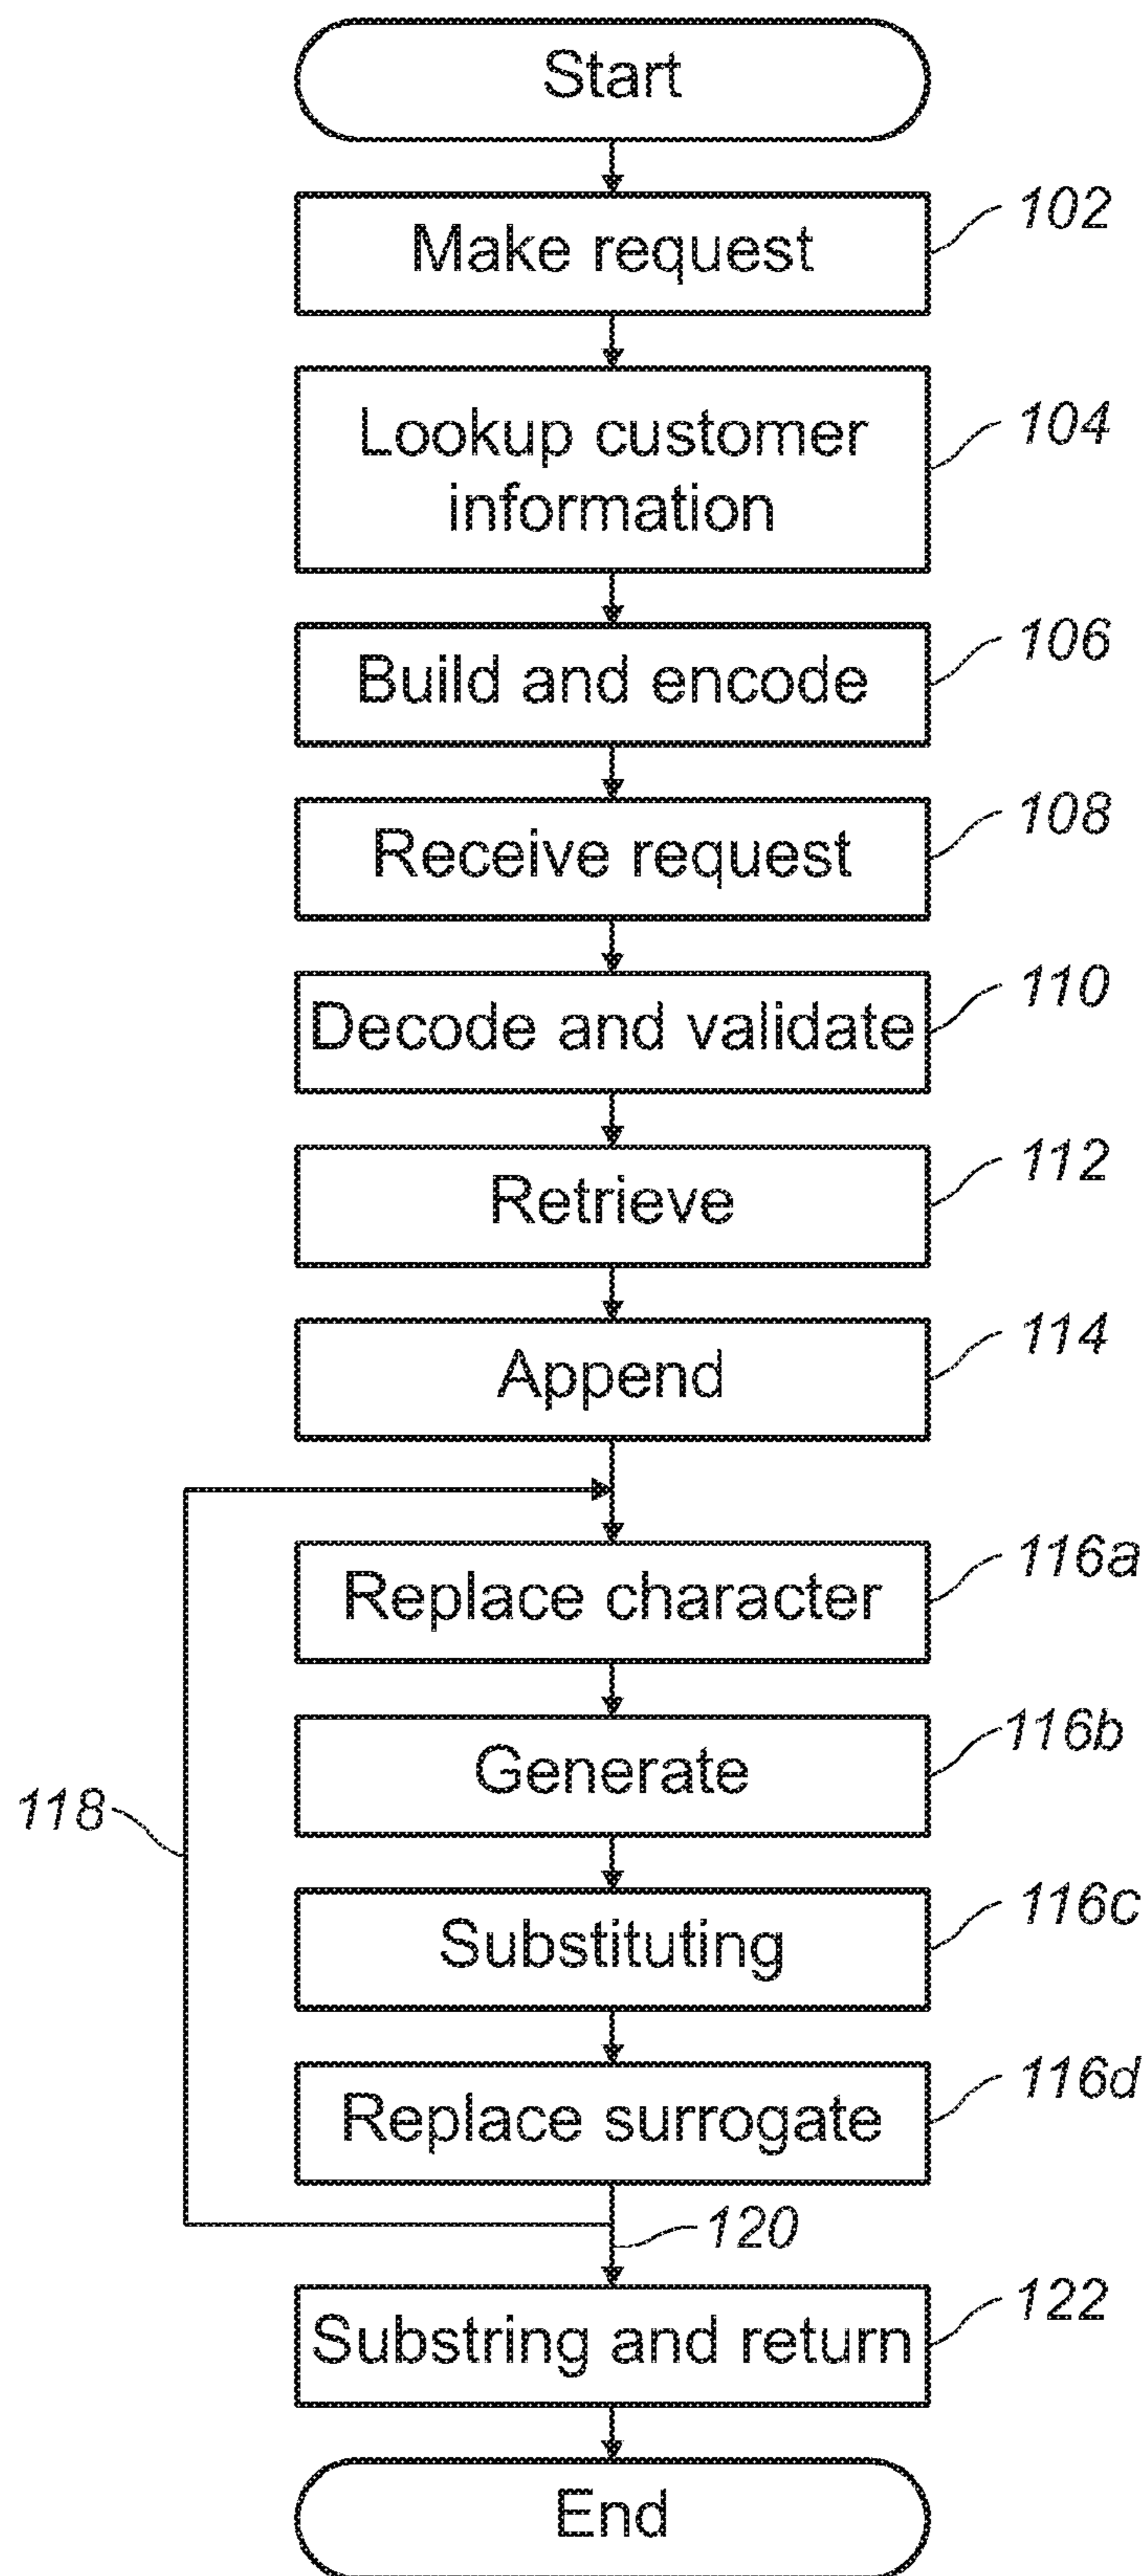 Start
Make request
102
Lookup customer
information
104
Build and encode
106
Receive request
108
Decode and validate
110
Retrieve
112
Append
114
Replace character
116a
Generate
116b
118
Substituting
116c
Replace surrogate
116d
120
Substring and return
122
End